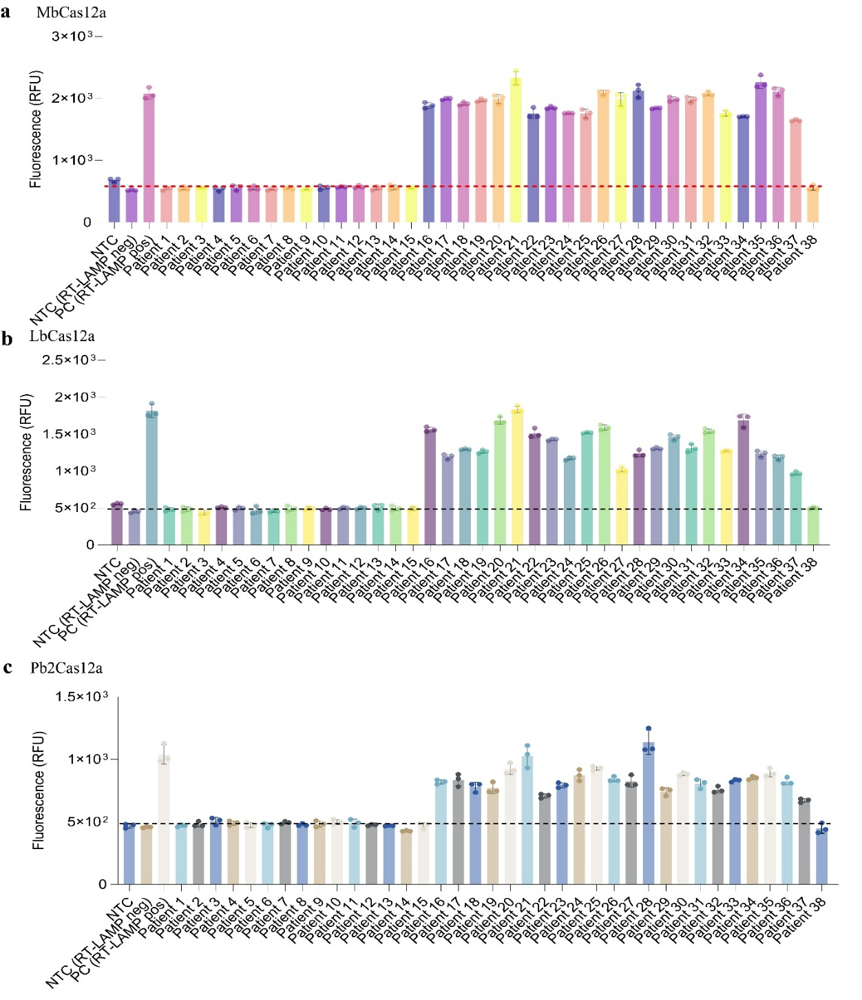 a MbCas12a
3×10³
2×10³
1×10³
0
Fluorescence (RFU)
NTC
NTC (RT-LAMP neg)
PC (RT-LAMP pos)
Patient 1
Patient 2
Patient 3
Patient 4
Patient 5
Patient 6
Patient 7
Patient 8
Patient 9
Patient 10
Patient 11
Patient 12
Patient 13
Patient 14
Patient 15
Patient 16
Patient 17
Patient 18
Patient 19
Patient 20
Patient 21
Patient 22
Patient 23
Patient 24
Patient 25
Patient 26
Patient 27
Patient 28
Patient 29
Patient 30
Patient 31
Patient 32
Patient 33
Patient 34
Patient 35
Patient 36
Patient 37
Patient 38
b LbCas12a
2.5×10³
2×10³
1.5×10³
1×10³
5×10²
0
Fluorescence (RFU)
NTC
NTC (RT-LAMP neg)
PC (RT-LAMP pos)
Patient 1
Patient 2
Patient 3
Patient 4
Patient 5
Patient 6
Patient 7
Patient 8
Patient 9
Patient 10
Patient 11
Patient 12
Patient 13
Patient 14
Patient 15
Patient 16
Patient 17
Patient 18
Patient 19
Patient 20
Patient 21
Patient 22
Patient 23
Patient 24
Patient 25
Patient 26
Patient 27
Patient 28
Patient 29
Patient 30
Patient 31
Patient 32
Patient 33
Patient 34
Patient 35
Patient 36
Patient 37
Patient 38
c Pb2Cas12a
1.5×10³
1×10³
5×10²
0
Fluorescence (RFU)
NTC
NTC (RT-LAMP neg)
PC (RT-LAMP pos)
Patient 1
Patient 2
Patient 3
Patient 4
Patient 5
Patient 6
Patient 7
Patient 8
Patient 9
Patient 10
Patient 11
Patient 12
Patient 13
Patient 14
Patient 15
Patient 16
Patient 17
Patient 18
Patient 19
Patient 20
Patient 21
Patient 22
Patient 23
Patient 24
Patient 25
Patient 26
Patient 27
Patient 28
Patient 29
Patient 30
Patient 31
Patient 32
Patient 33
Patient 34
Patient 35
Patient 36
Patient 37
Patient 38